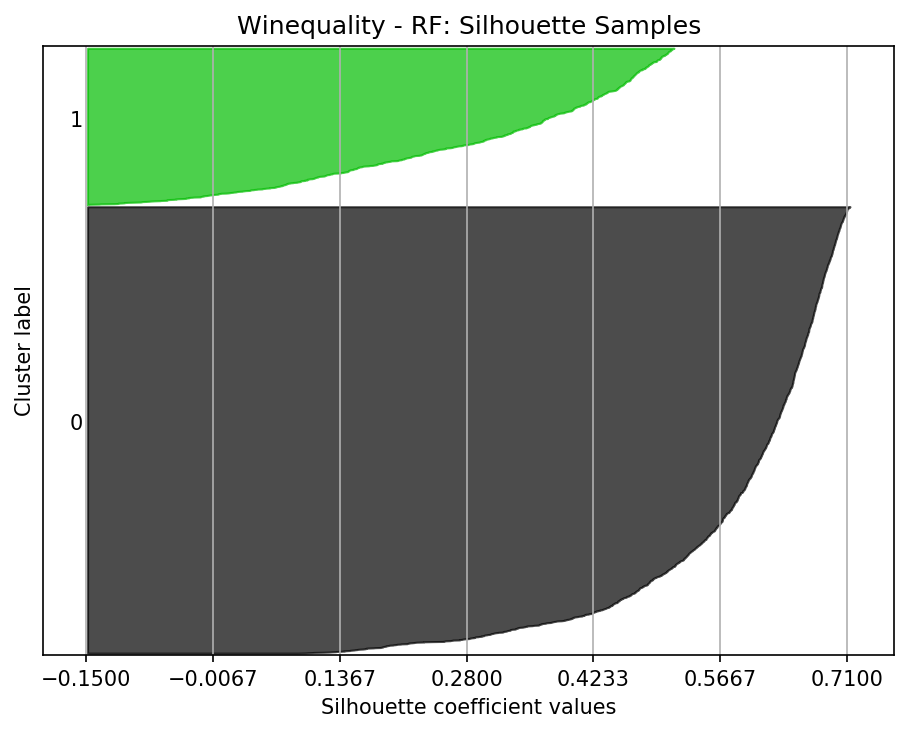 Winequality - RF: Silhouette Samples
1
0
Cluster label
−0.1500 −0.0067 0.1367 0.2800 0.4233 0.5667 0.7100
Silhouette coefficient values